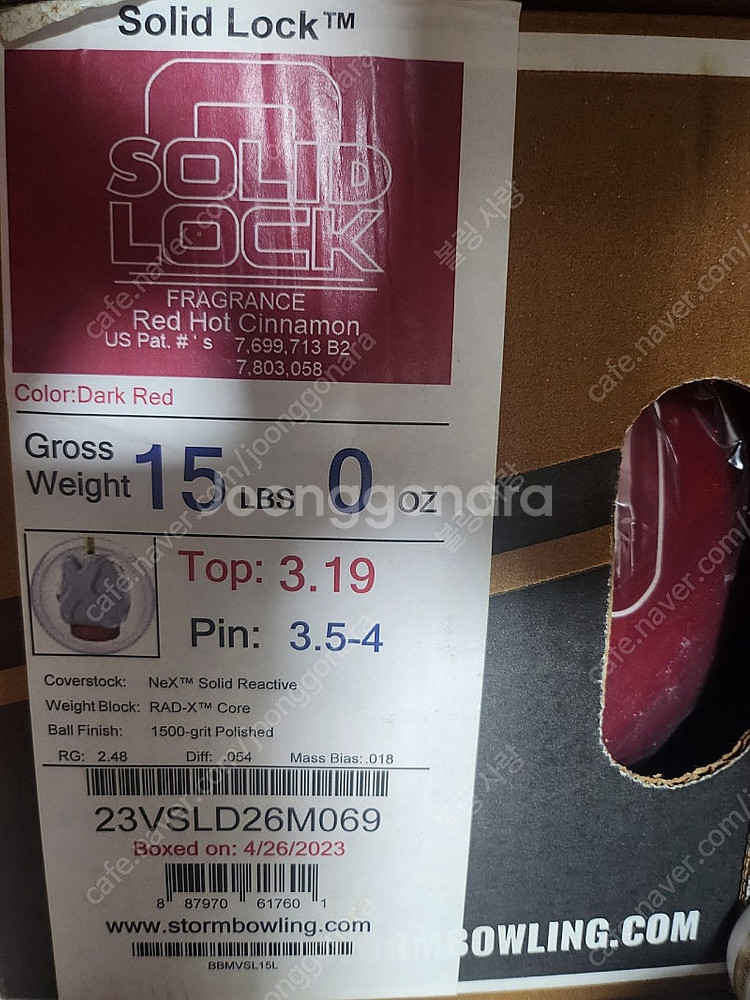 Solid Lock™
SOLID
LOCK
FRAGRANCE
Red Hot Cinnamon
US Pat. #'s 7,699,713 B2
7,803,058
Color:Dark Red
Gross
Weight 15 LBS 0 OZ
Top: 3.19
Pin: 3.5-4
Coverstock: NeX™ Solid Reactive
Weight Block: RAD-X™ Core
Ball Finish: 1500-grit Polished
RG: 2.48 Diff: .054 Mass Bias: .018
23VSLD26M069
Boxed on: 4/26/2023
8 87970 61760 1
www.stormbowling.com
BBMVSL15L
STORMBOWLING.COM
Joonggonara
cafe.naver.com/joonggonara
볼링 사랑